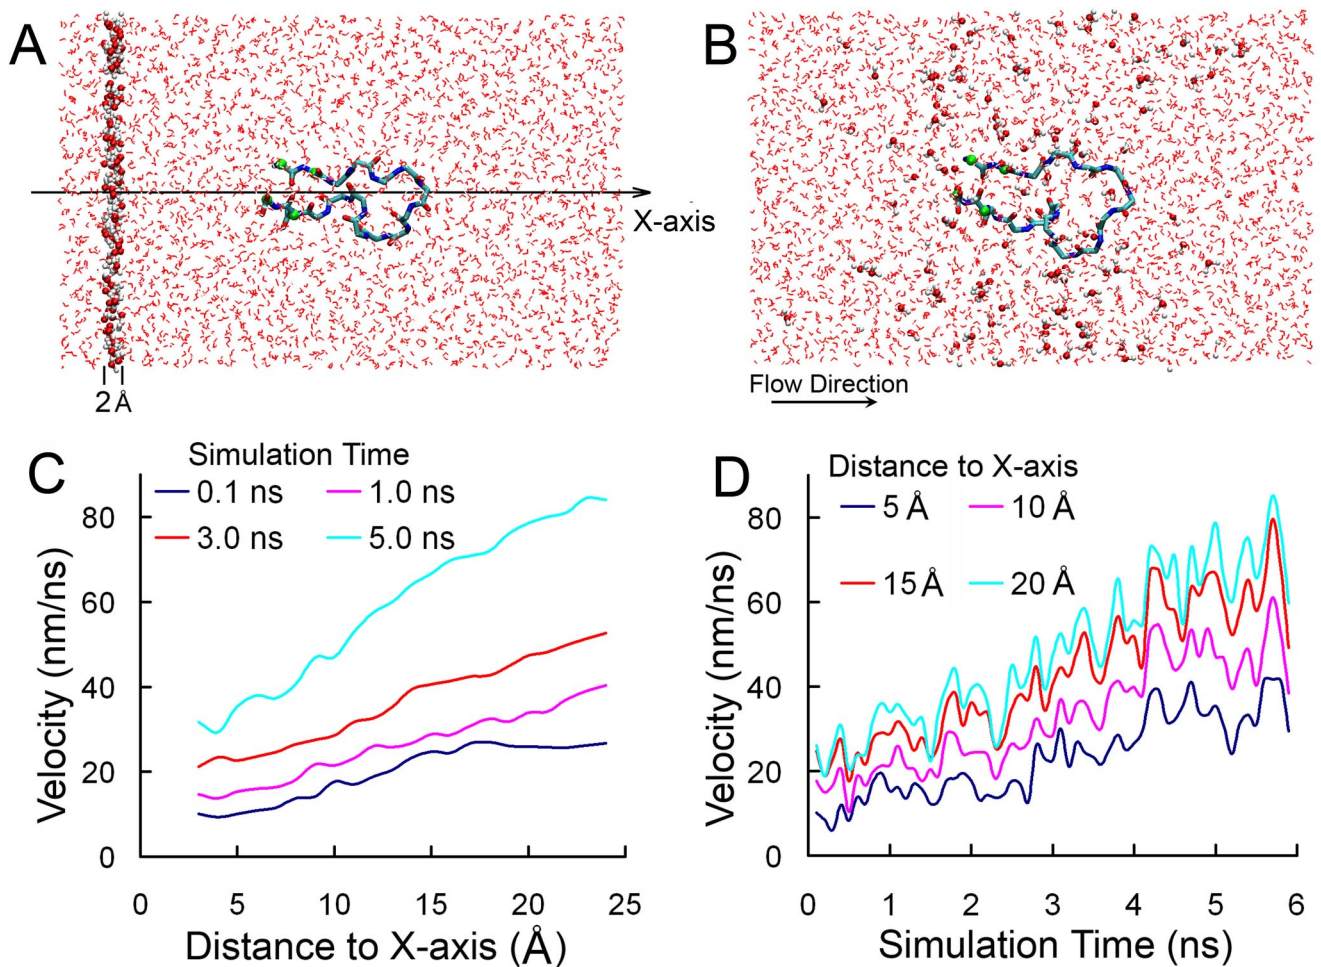 A
B
X-axis
2 Å
Flow Direction
C
Simulation Time
0.1 ns
1.0 ns
3.0 ns
5.0 ns
Velocity (nm/ns)
80
60
40
20
0
0 5 10 15 20 25
Distance to X-axis (Å)
D
Distance to X-axis
5 Å
10 Å
15 Å
20 Å
Velocity (nm/ns)
80
60
40
20
0
0 1 2 3 4 5 6
Simulation Time (ns)